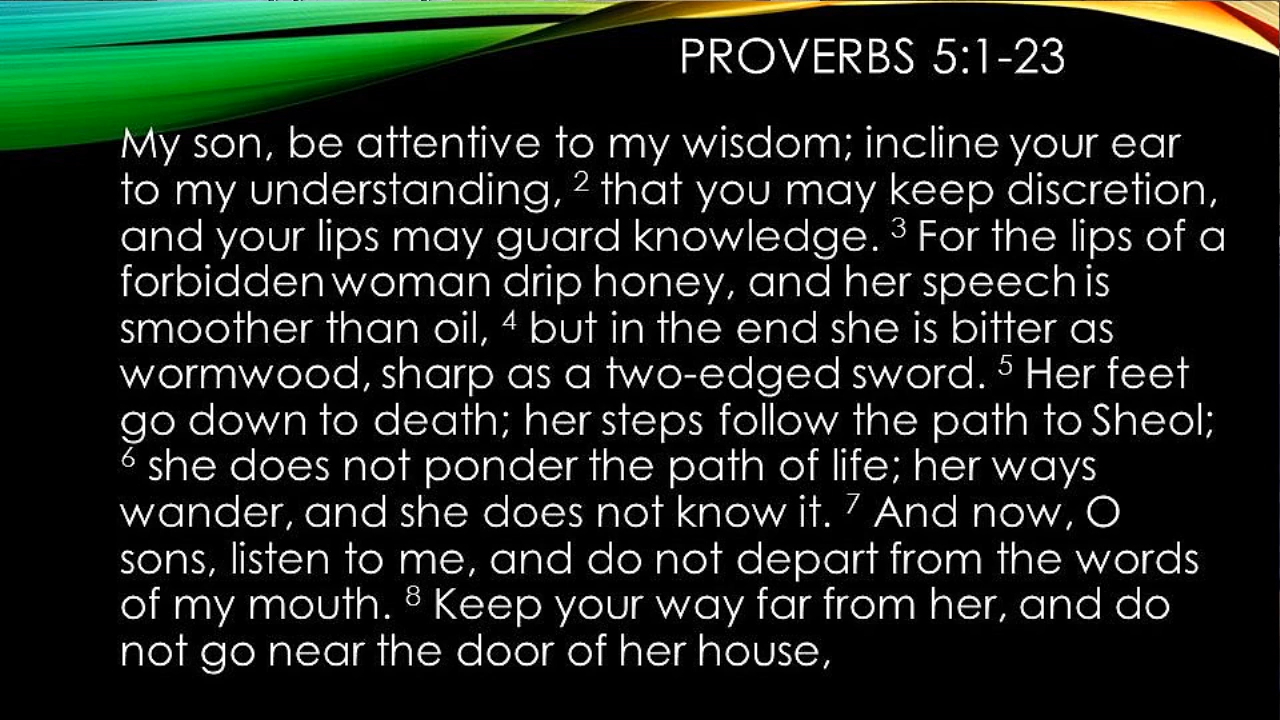 PROVERBS 5:1-23
My son, be attentive to my wisdom; incline your ear
to my understanding, 2 that you may keep discretion,
and your lips may guard knowledge. 3 For the lips of a
forbidden woman drip honey, and her speech is
smoother than oil, 4 but in the end she is bitter as
wormwood, sharp as a two-edged sword. 5 Her feet
go down to death; her steps follow the path to Sheol;
6 she does not ponder the path of life; her ways
wander, and she does not know it. 7 And now, O
sons, listen to me, and do not depart from the words
of my mouth. 8 Keep your way far from her, and do
not go near the door of her house,